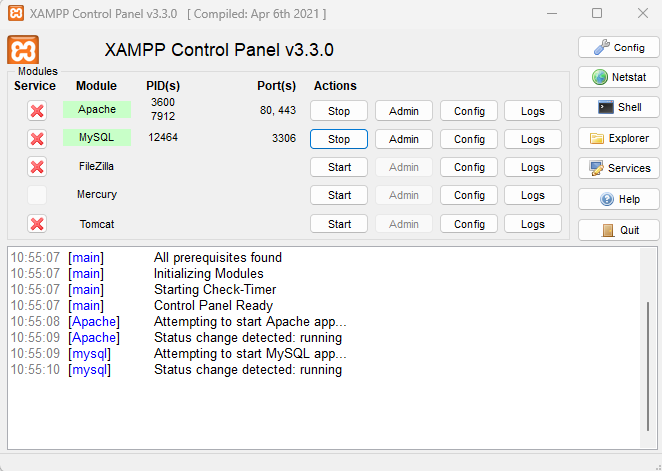 XAMPP Control Panel v3.3.0 [ Compiled: Apr 6th 2021 ]
XAMPP Control Panel v3.3.0
Config
Modules
Service Module PID(s) Port(s) Actions
Netstat
Apache 3600 7912 80, 443 Stop Admin Config Logs
Shell
MySQL 12464 3306 Stop Admin Config Logs
Explorer
FileZilla Start Admin Config Logs
Services
Mercury Start Admin Config Logs
Help
Tomcat Start Admin Config Logs
Quit
10:55:07 [main] All prerequisites found
10:55:07 [main] Initializing Modules
10:55:07 [main] Starting Check-Timer
10:55:07 [main] Control Panel Ready
10:55:08 [Apache] Attempting to start Apache app...
10:55:09 [Apache] Status change detected: running
10:55:09 [mysql] Attempting to start MySQL app...
10:55:10 [mysql] Status change detected: running